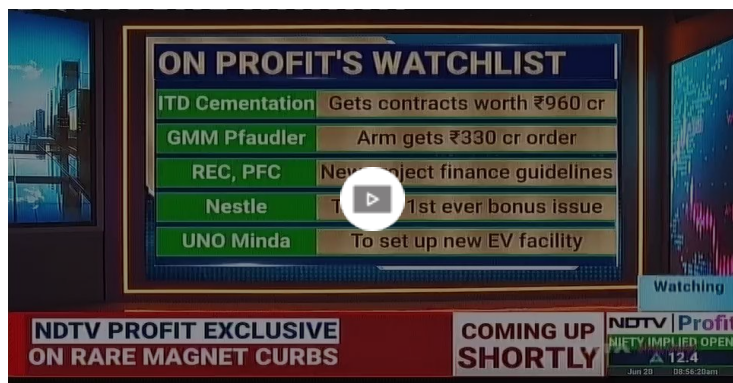 ON PROFIT'S WATCHLIST
ITD Cementation Gets contracts worth ₹960 cr
GMM Pfaudler Arm gets ₹330 cr order
REC, PFC New project finance guidelines
Nestle 1st ever bonus issue
UNO Minda To set up new EV facility
Watching
NDTV PROFIT EXCLUSIVE
ON RARE MAGNET CURBS
COMING UP
SHORTLY
NDTV Profit
NIFTY IMPLIED OPEN
12.4
Jun 20 08:56:20am